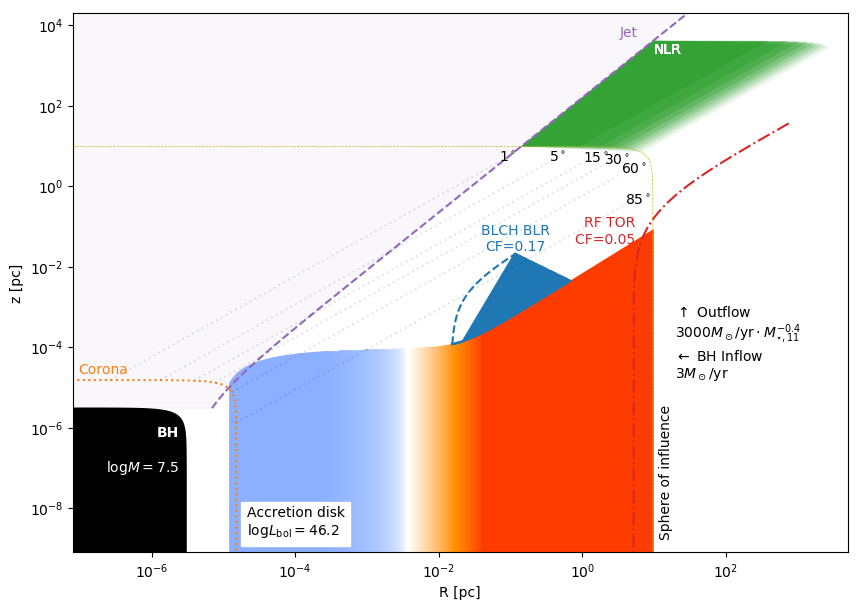 Jet
NLR
1°
5°
15°
30°
60°
85°
RF TOR
CF=0.05
BLCH BLR
CF=0.17
↑ Outflow
3000M⊙/yr · M⋆,11^−0.4
← BH Inflow
3M⊙/yr
Corona
BH
logM = 7.5
Accretion disk
logLbol = 46.2
Sphere of influence
z [pc]
10^4
10^2
10^0
10^−2
10^−4
10^−6
10^−8
10^−6
10^−4
10^−2
10^0
10^2
R [pc]